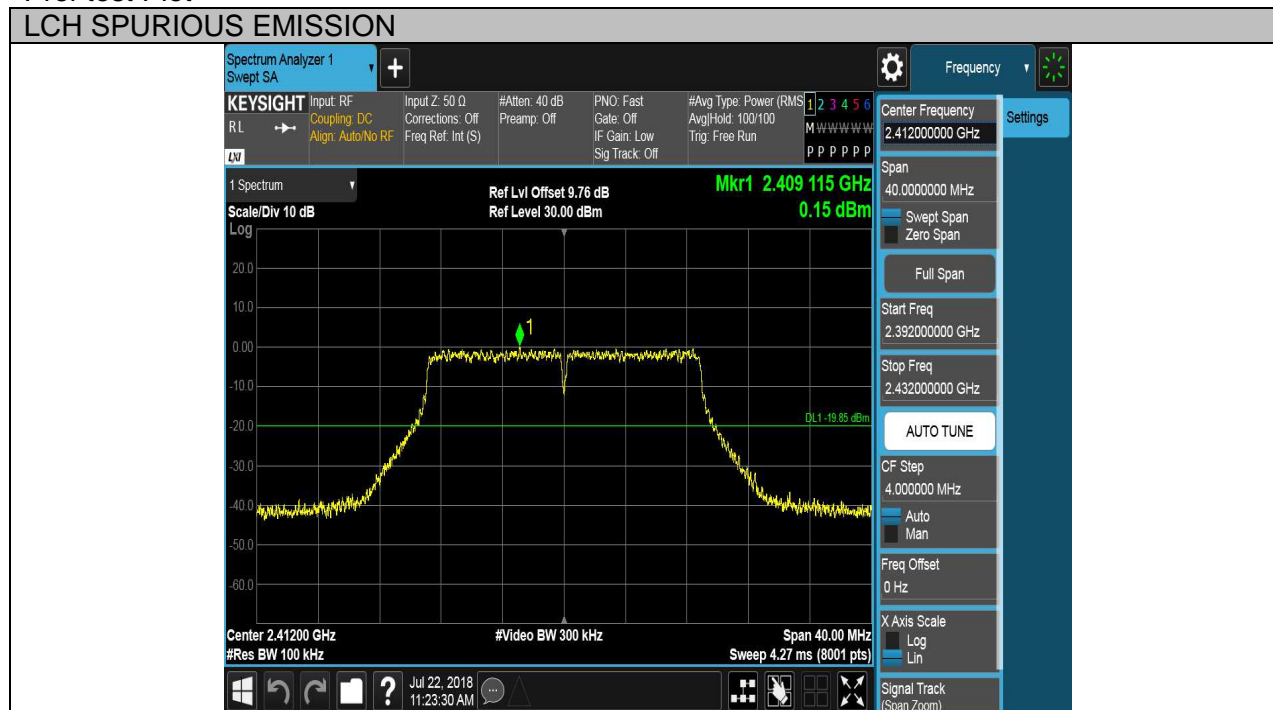 LCH SPURIOUS EMISSION
Spectrum Analyzer 1
Swept SA
+
Frequency
KEYSIGHT
RL
LXI
Input: RF
Coupling: DC
Align: Auto/No RF
Input Z: 50 Ω
Corrections: Off
Freq Ref: Int (S)
#Atten: 40 dB
Preamp: Off
PNO: Fast
Gate: Off
IF Gain: Low
Sig Track: Off
#Avg Type: Power (RMS
Avg|Hold: 100/100
Trig: Free Run
1 2 3 4 5 6
M W W W W W
P P P P P P
1 Spectrum
Scale/Div 10 dB
Log
Ref Lvl Offset 9.76 dB
Ref Level 30.00 dBm
Mkr1 2.409 115 GHz
0.15 dBm
20.0
10.0
0.00
-10.0
-20.0
-30.0
-40.0
-50.0
-60.0
1
DL1 -19.85 dBm
Center 2.41200 GHz
#Res BW 100 kHz
#Video BW 300 kHz
Span 40.00 MHz
Sweep 4.27 ms (8001 pts)
Jul 22, 2018
11:23:30 AM
?
Center Frequency
2.412000000 GHz
Settings
Span
40.0000000 MHz
Swept Span
Zero Span
Full Span
Start Freq
2.392000000 GHz
Stop Freq
2.432000000 GHz
AUTO TUNE
CF Step
4.000000 MHz
Auto
Man
Freq Offset
0 Hz
X Axis Scale
Log
Lin
Signal Track
(Span Zoom)